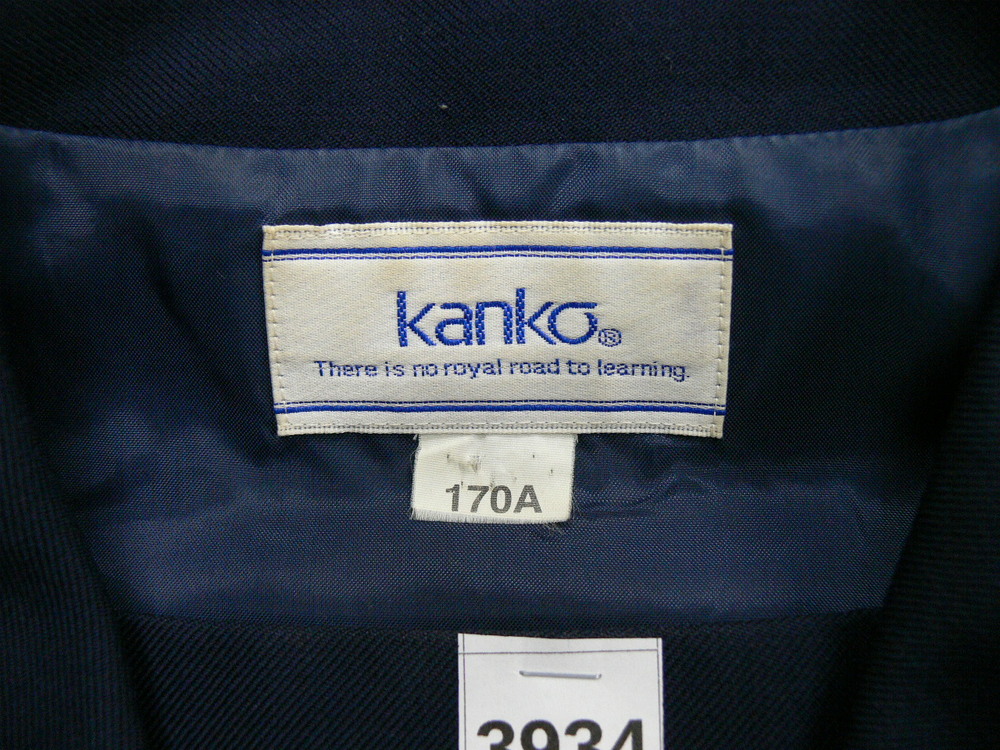 kanko®
There is no royal road to learning.
170A
3934